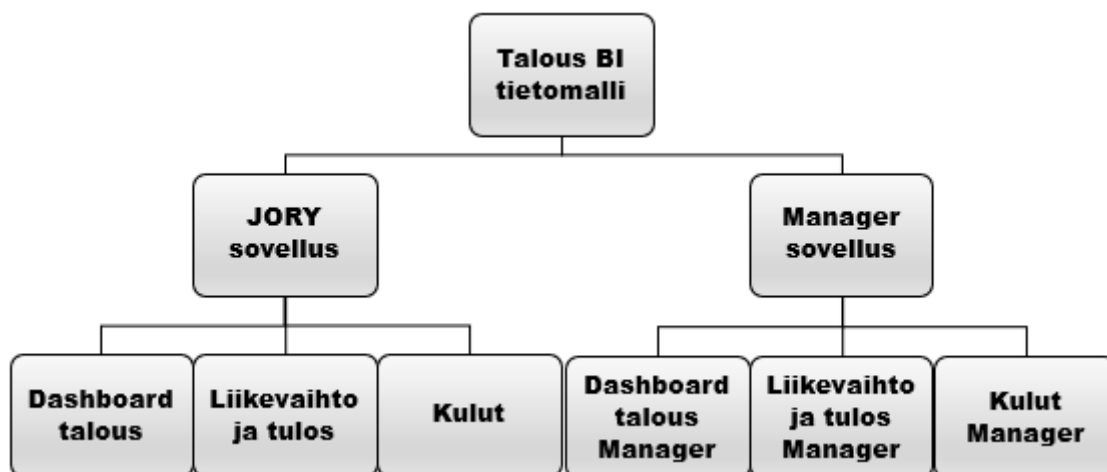 Talous BI
tietomalli
JORY
sovellus
Manager
sovellus
Dashboard
talous
Liikevaihto
ja tulos
Kulut
Dashboard
talous
Manager
Liikevaihto
ja tulos
Manager
Kulut
Manager